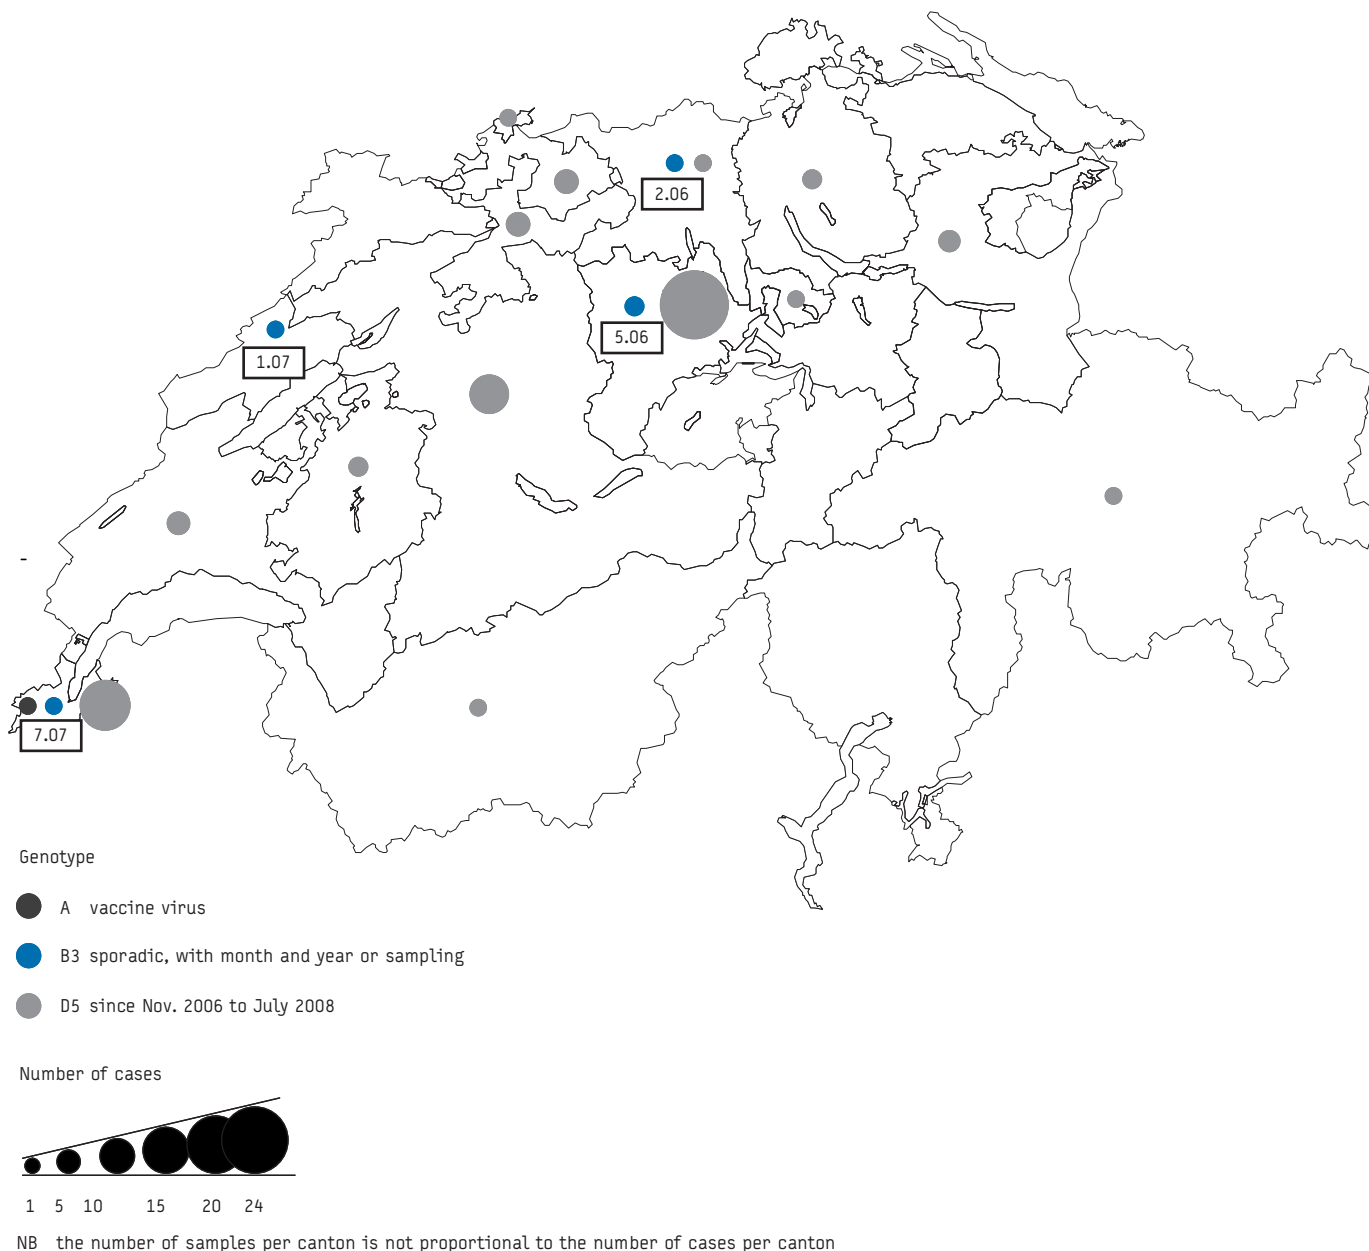 2.06
5.06
1.07
-
7.07
Genotype
A vaccine virus
B3 sporadic, with month and year or sampling
D5 since Nov. 2006 to July 2008
Number of cases
1 5 10 15 20 24
NB the number of samples per canton is not proportional to the number of cases per canton